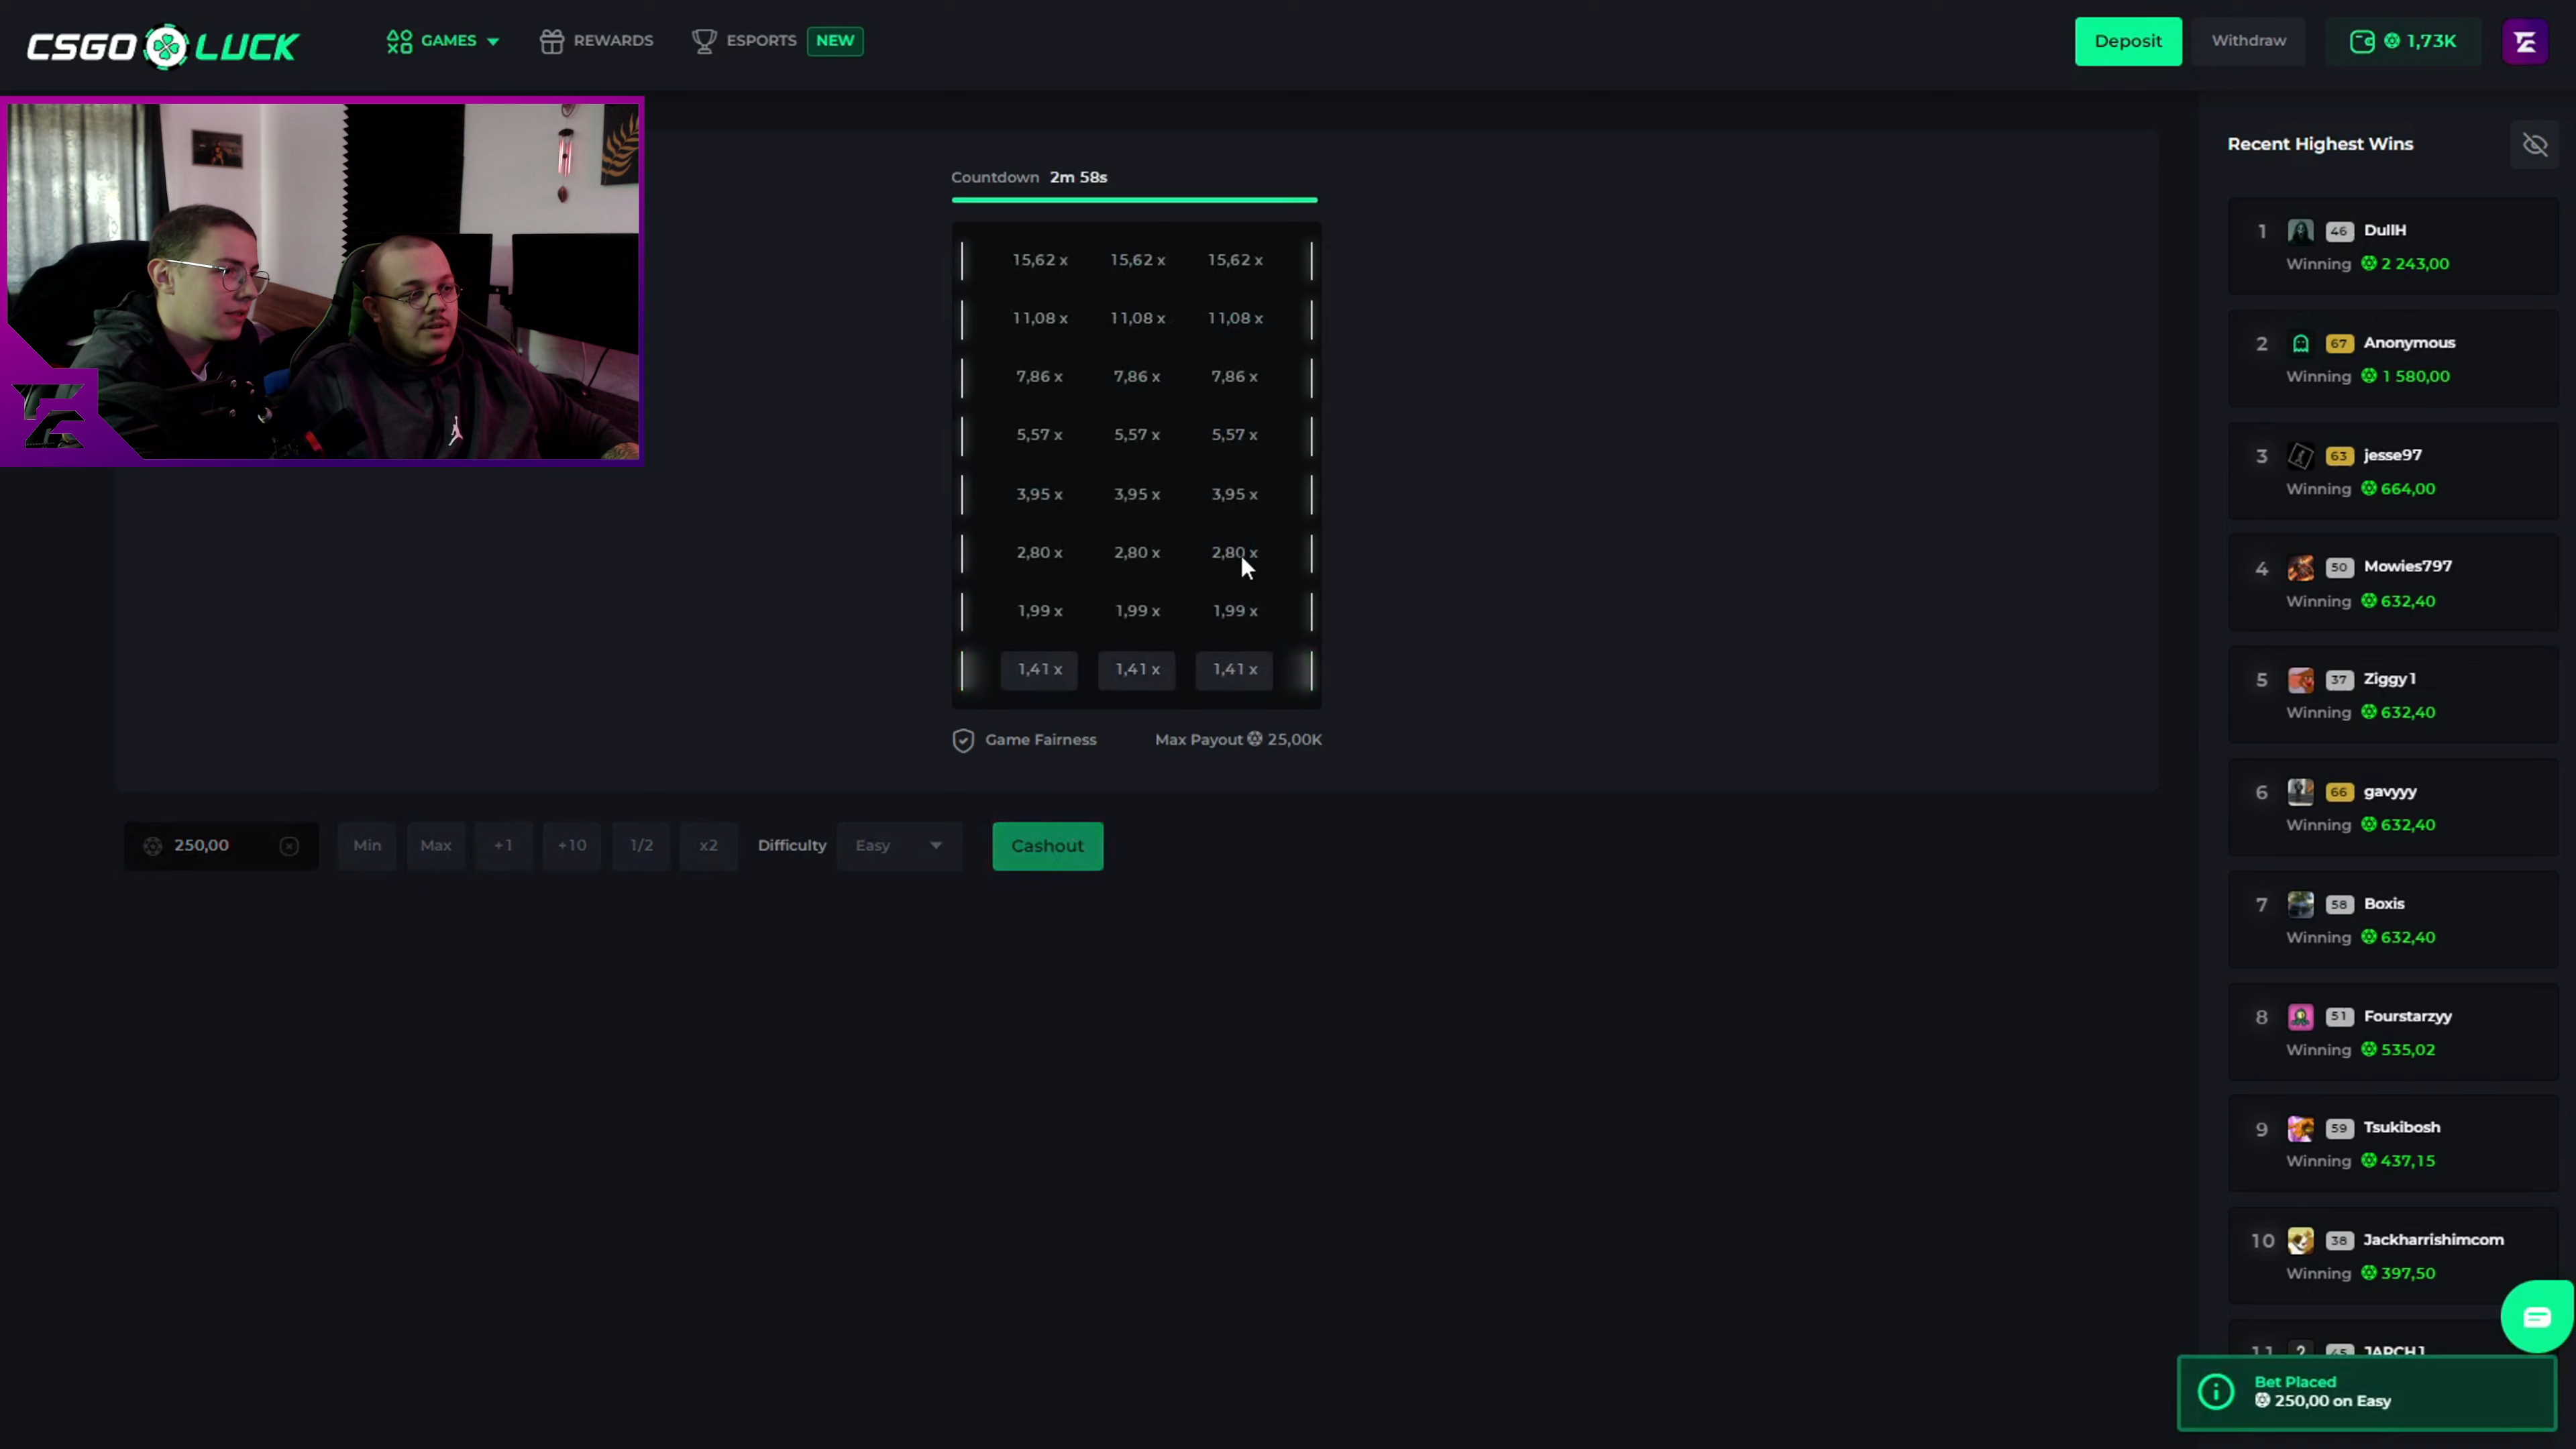 CSGO LUCK
GAMES
REWARDS
ESPORTS NEW
Deposit
Withdraw
1,73K
Countdown 2m 58s
15,62 x 15,62 x 15,62 x
11,08 x 11,08 x 11,08 x
7,86 x 7,86 x 7,86 x
5,57 x 5,57 x 5,57 x
3,95 x 3,95 x 3,95 x
2,80 x 2,80 x 2,80 x
1,99 x 1,99 x 1,99 x
1,41 x 1,41 x 1,41 x
Game Fairness Max Payout 25,00K
250,00 Min Max +1 +10 1/2 x2 Difficulty Easy Cashout
Recent Highest Wins
1 46 DullH
Winning 2 243,00
2 67 Anonymous
Winning 1 580,00
3 63 jesse97
Winning 664,00
4 50 Mowies797
Winning 632,40
5 37 Ziggy1
Winning 632,40
6 66 gavyyy
Winning 632,40
7 58 Boxis
Winning 632,40
8 51 Fourstarzyy
Winning 535,02
9 59 Tsukibosh
Winning 437,15
10 38 Jackharrishimcom
Winning 397,50
Bet Placed
250,00 on Easy